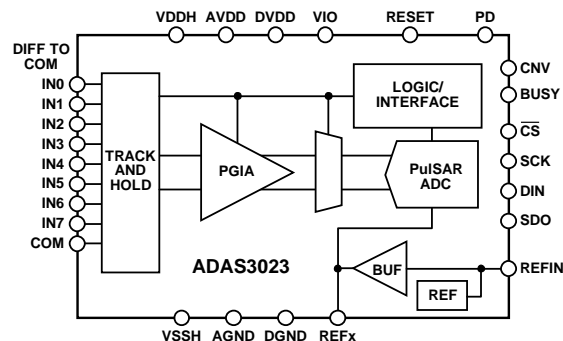 VDDH AVDD DVDD VIO RESET PD
DIFF TO
COM
IN0
IN1
IN2
IN3
IN4
IN5
IN6
IN7
COM
TRACK
AND
HOLD
PGIA
LOGIC/
INTERFACE
PulSAR
ADC
BUF
REF
ADAS3023
CNV
BUSY
CS
SCK
DIN
SDO
REFIN
VSSH AGND DGND REFx